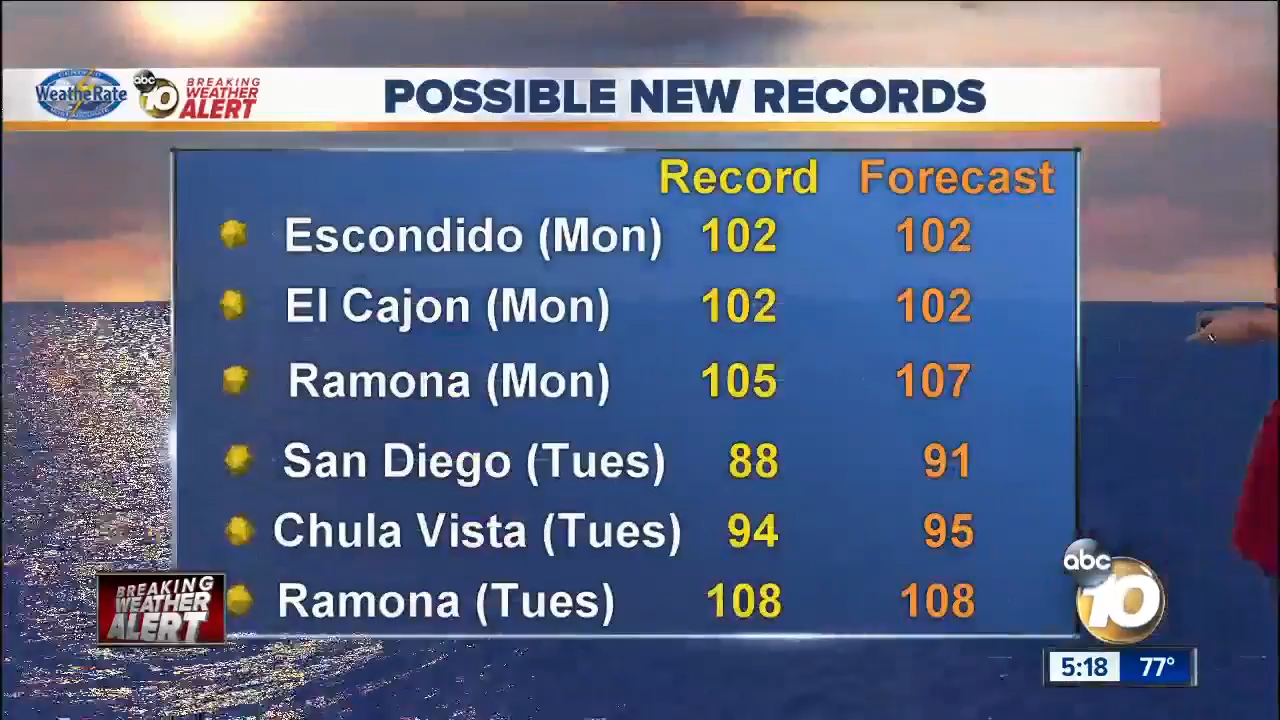 CERTIFIED
WeatheRate
abc
10
BREAKING
WEATHER
ALERT
POSSIBLE NEW RECORDS
Record Forecast
Escondido (Mon) 102 102
El Cajon (Mon) 102 102
Ramona (Mon) 105 107
San Diego (Tues) 88 91
Chula Vista (Tues) 94 95
Ramona (Tues) 108 108
BREAKING
WEATHER
ALERT
abc
10
5:18 77°